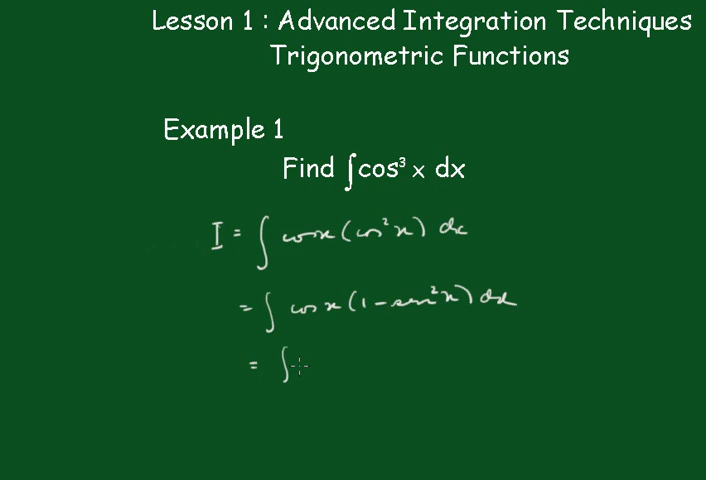 Lesson 1 : Advanced Integration Techniques
Trigonometric Functions
Example 1
Find ∫cos³ x dx
I = ∫ cos x (cos² x) dx
= ∫ cos x (1 - sin² x) dx
= ∫